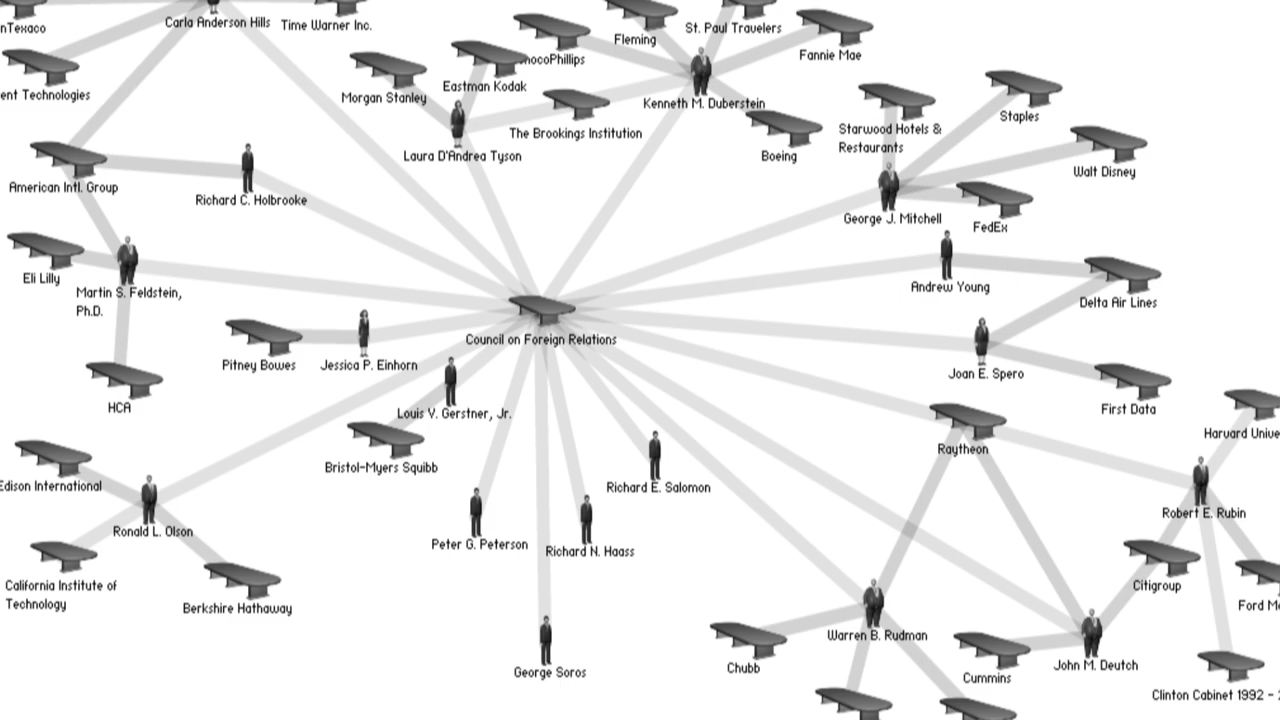 nTexaco
Carla Anderson Hills
Time Warner Inc.
Fleming
St. Paul Travelers
Fannie Mae
nocoPhillips
Eastman Kodak
Morgan Stanley
ent Technologies
Kenneth M. Duberstein
The Brookings Institution
Boeing
Laura D'Andrea Tyson
Starwood Hotels &
Restaurants
Staples
Walt Disney
American Intl. Group
Richard C. Holbrooke
George J. Mitchell
FedEx
Eli Lilly
Martin S. Feldstein,
Ph.D.
Andrew Young
Delta Air Lines
Council on Foreign Relations
Pitney Bowes
Jessica P. Einhorn
Joan E. Spero
HCA
Louis V. Gerstner, Jr.
First Data
Harvard Unive
Raytheon
Bristol-Myers Squibb
Edison International
Richard E. Salomon
Robert E. Rubin
Ronald L. Olson
Peter G. Peterson
Richard N. Haass
California Institute of
Technology
Berkshire Hathaway
Citigroup
Ford Mo
Warren B. Rudman
George Soros
Chubb
Cummins
John M. Deutch
Clinton Cabinet 1992 -